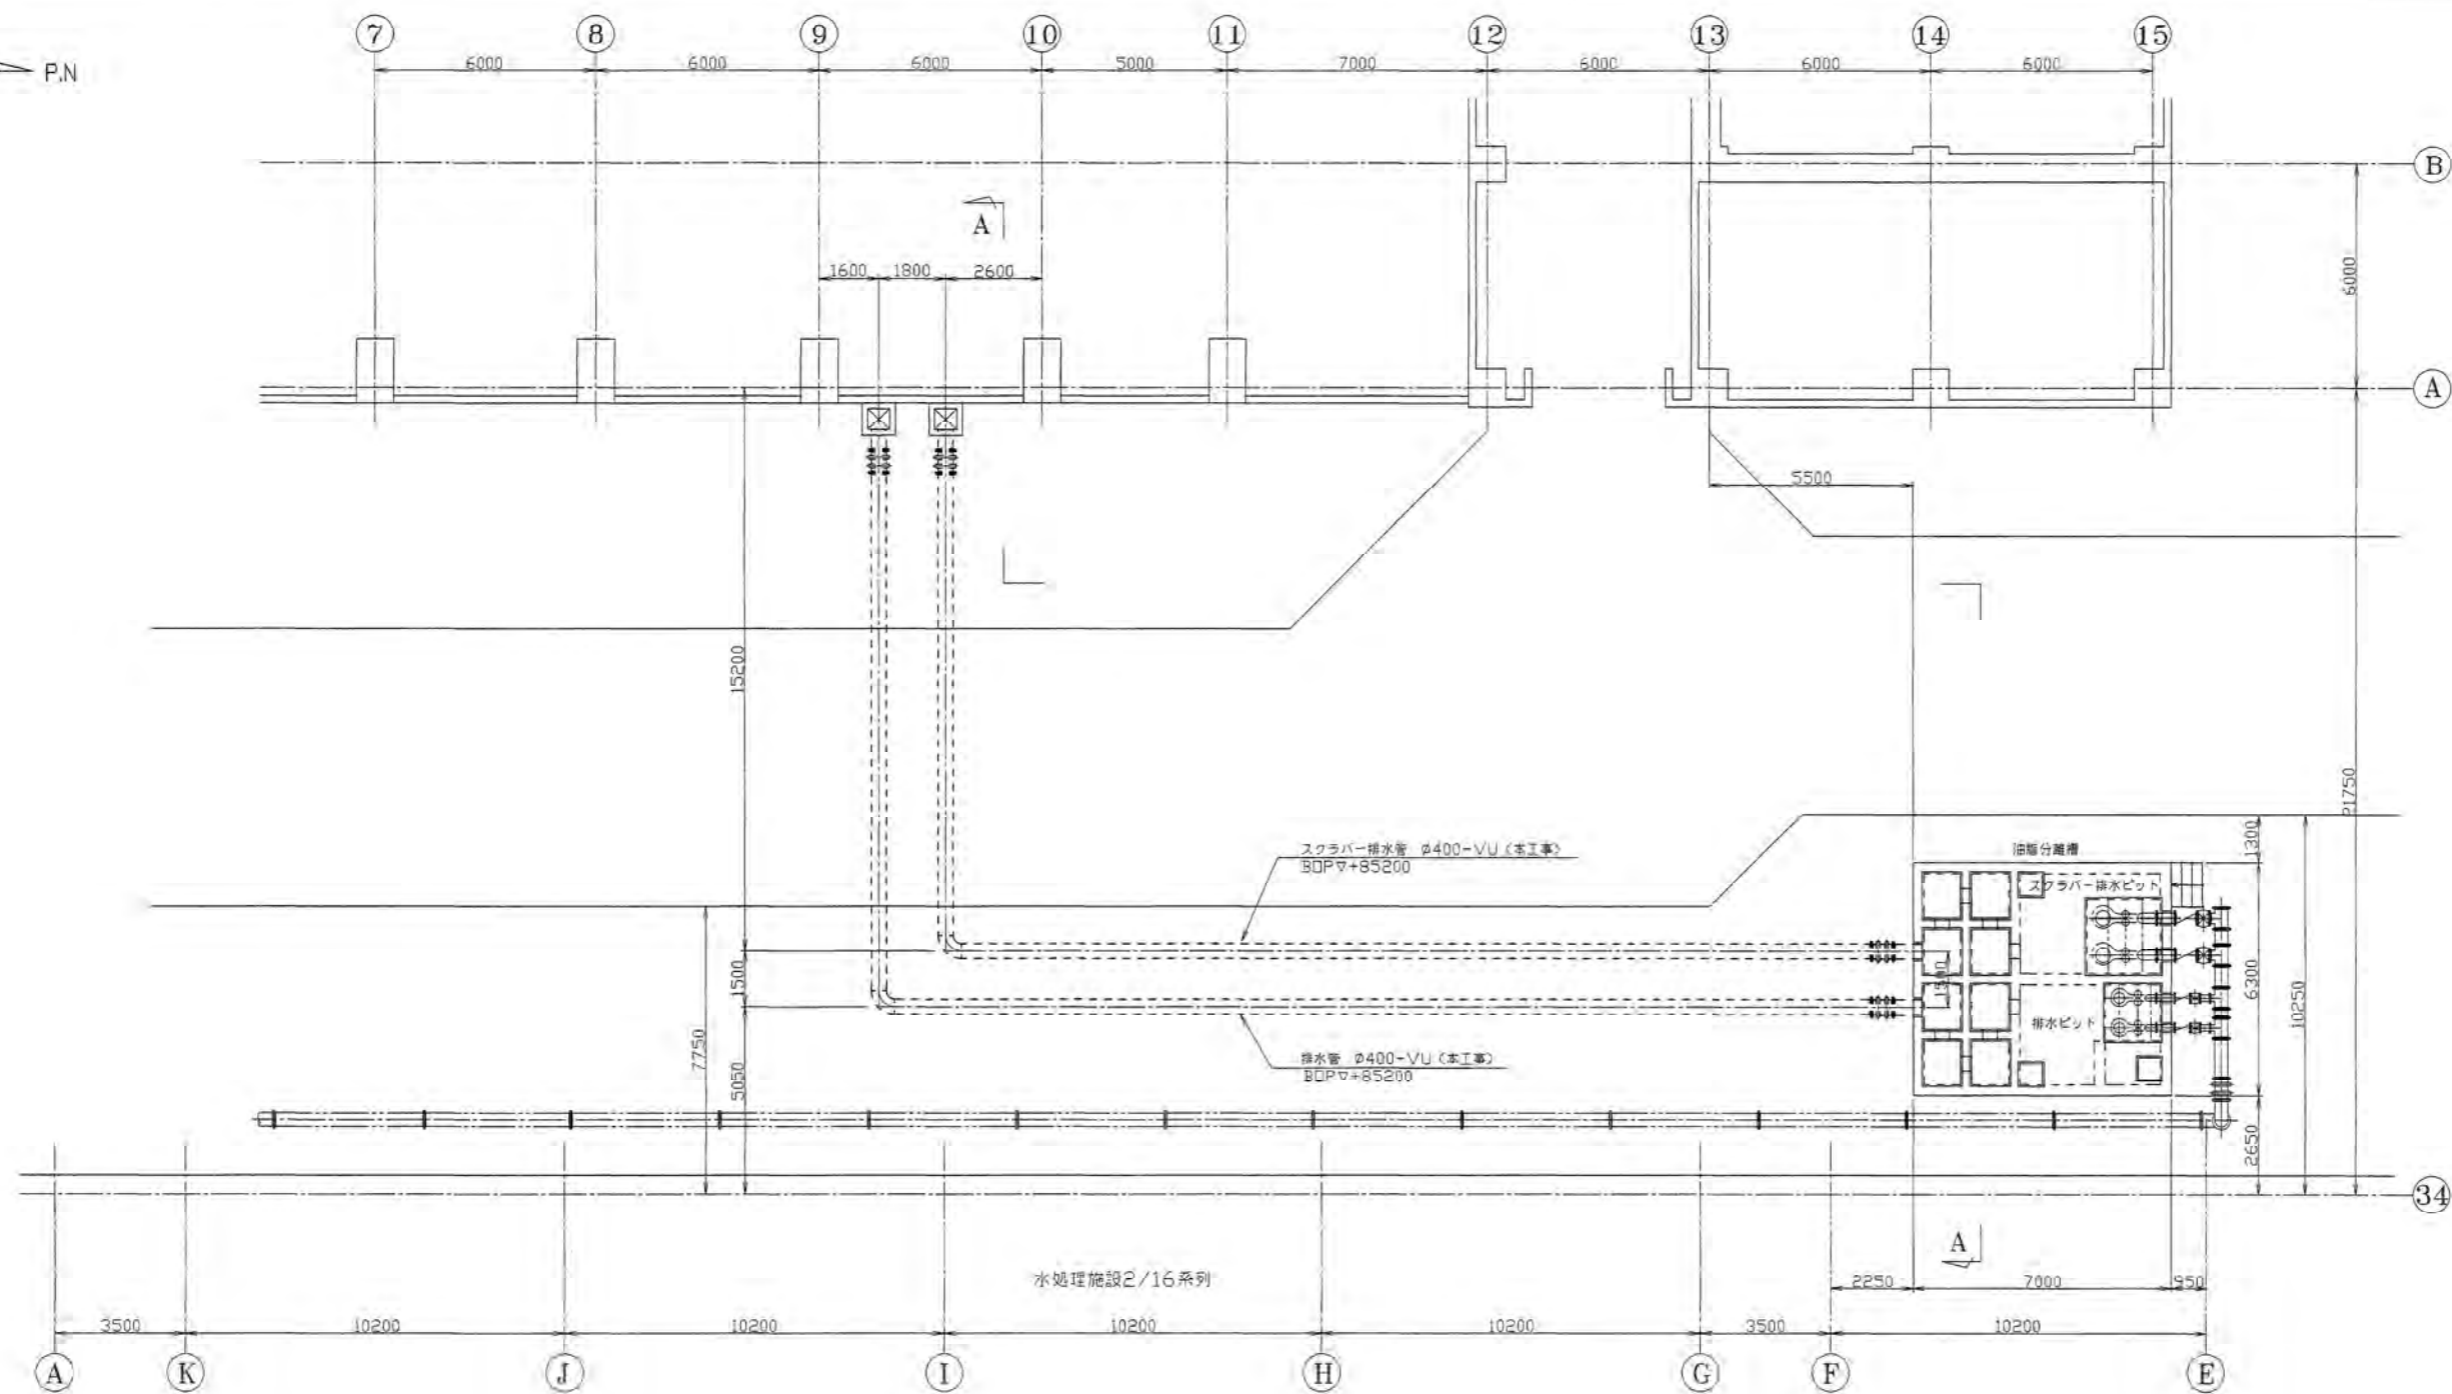 7 8 9 10 11 12 13 14 15
P.N
6000 6000 6000 5000 7000 6000 6000 6000
B
A
1600 1800 2600
6000
A
5500
15200
21750
スクラバー排水管 φ400-VU(本工事)
BOP▽+85200
油脂分離槽
1300
スクラバー排水ピット
1500
1500
6300
10250
排水ピット
7750
排水管 φ400-VU(本工事)
BOP▽+85200
5050
2650
34
A
水処理施設2/16系列
2250 7000 950
3500 10200 10200 10200 10200 3500 10200
A K J I H G F E